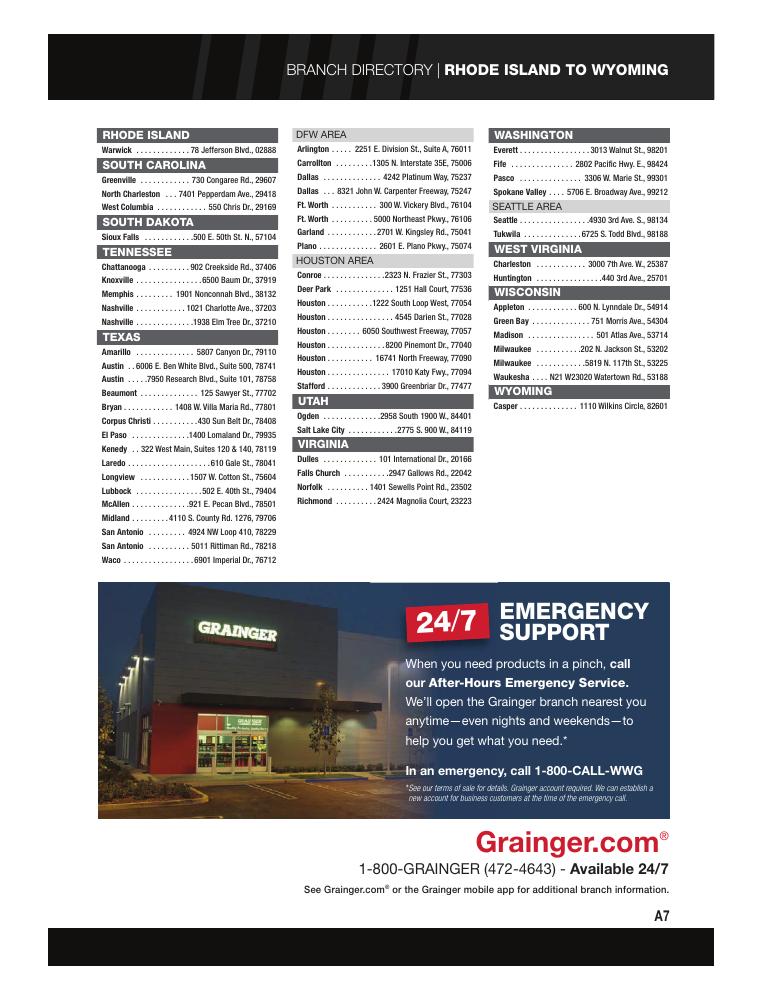 BRANCH DIRECTORY | RHODE ISLAND TO WYOMING
RHODE ISLAND
Warwick . . . . . . . . . . . . 78 Jefferson Blvd., 02888
SOUTH CAROLINA
Greenville . . . . . . . . . . . . 730 Congaree Rd., 29607
North Charleston . . . 7401 Pepperdam Ave., 29418
West Columbia . . . . . . . . . . . . 550 Chris Dr., 29169
SOUTH DAKOTA
Sioux Falls . . . . . . . . . . . .500 E. 50th St. N., 57104
TENNESSEE
Chattanooga . . . . . . . . . . 902 Creekside Rd., 37406
Knoxville . . . . . . . . . . . . . .6500 Baum Dr., 37919
Memphis . . . . . . . . . . 1901 Nonconnah Blvd., 38132
Nashville . . . . . . . . . . . 1021 Charlotte Ave., 37203
Nashville . . . . . . . . . . . .1938 Elm Tree Dr., 37210
TEXAS
Amarillo . . . . . . . . . . . . 5807 Canyon Dr., 79110
Austin . . 6006 E. Ben White Blvd., Suite 500, 78741
Austin . . . . .7950 Research Blvd., Suite 101, 78758
Beaumont . . . . . . . . . . . . 125 Sawyer St., 77702
Bryan . . . . . . . . . . . 1408 W. Villa Maria Rd., 77801
Corpus Christi . . . . . . . . . . .430 Sun Belt Dr., 78408
El Paso . . . . . . . . . . . . .1400 Lomaland Dr., 79935
Kenedy . . 322 West Main, Suites 120 & 140, 78119
Laredo . . . . . . . . . . . . . . . . . . .610 Gale St., 78041
Longview . . . . . . . . . . . .1507 W. Cotton St., 75604
Lubbock . . . . . . . . . . . . . . . .502 E. 40th St., 79404
McAllen . . . . . . . . . . . . .921 E. Pecan Blvd., 78501
Midland . . . . . . . . . 4110 S. County Rd. 1276, 79706
San Antonio . . . . . . . . . 4924 NW Loop 410, 78229
San Antonio . . . . . . . . . 5011 Rittiman Rd., 78218
Waco . . . . . . . . . . . . . . . . .6901 Imperial Dr., 76712
DFW AREA
Arlington . . . . . 2251 E. Division St., Suite A, 76011
Carrollton . . . . . . . . . .1305 N. Interstate 35E, 75006
Dallas . . . . . . . . . . . . . 4242 Platinum Way, 75237
Dallas . . . 8321 John W. Carpenter Freeway, 75247
Ft. Worth . . . . . . . . . . . 300 W. Vickery Blvd., 76104
Ft. Worth . . . . . . . . . . 5000 Northeast Pkwy., 76106
Garland . . . . . . . . . . . .2701 W. Kingsley Rd., 75041
Plano . . . . . . . . . . . . . 2601 E. Plano Pkwy., 75074
HOUSTON AREA
Conroe . . . . . . . . . . . . .2323 N. Frazier St., 77303
Deer Park . . . . . . . . . . . . . 1251 Hall Court, 77536
Houston . . . . . . . . . . .1222 South Loop West, 77054
Houston . . . . . . . . . . . . . . . . 4545 Darien St., 77028
Houston . . . . . . . . 6050 Southwest Freeway, 77057
Houston . . . . . . . . . . . . . .8200 Pinemont Dr., 77040
Houston . . . . . . . . . . . 16741 North Freeway, 77090
Houston . . . . . . . . . . . . . . . 17010 Katy Fwy., 77094
Stafford . . . . . . . . . . . . . 3900 Greenbriar Dr., 77477
UTAH
Ogden . . . . . . . . . . . . . . .2958 South 1900 W., 84401
Salt Lake City . . . . . . . . . . . . .2775 S. 900 W., 84119
VIRGINIA
Dulles . . . . . . . . . . . . . 101 International Dr., 20166
Falls Church . . . . . . . . . . .2947 Gallows Rd., 22042
Norfolk . . . . . . . . . . 1401 Sewells Point Rd., 23502
Richmond . . . . . . . . . . 2424 Magnolia Court, 23223
WASHINGTON
Everett . . . . . . . . . . . . . . . . . .3013 Walnut St., 98201
Fife . . . . . . . . . . . . . . . 2802 Pacific Hwy. E., 98424
Pasco . . . . . . . . . . . . . . . 3306 W. Marie St., 99301
Spokane Valley . . . . 5706 E. Broadway Ave., 99212
SEATTLE AREA
Seattle . . . . . . . . . . . . . . . . .4930 3rd Ave. S., 98134
Tukwila . . . . . . . . . . . . . .6725 S. Todd Blvd., 98188
WEST VIRGINIA
Charleston . . . . . . . . . . . . 3000 7th Ave. W., 25387
Huntington . . . . . . . . . . . . . . . .440 3rd Ave., 25701
WISCONSIN
Appleton . . . . . . . . . . . . 600 N. Lynndale Dr., 54914
Green Bay . . . . . . . . . . . . . 751 Morris Ave., 54304
Madison . . . . . . . . . . . . . . . . . 501 Atlas Ave., 53714
Milwaukee . . . . . . . . . . . . .202 N. Jackson St., 53202
Milwaukee . . . . . . . . . . . . . .5819 N. 117th St., 53225
Waukesha . . . . N21 W23020 Watertown Rd., 53188
WYOMING
Casper . . . . . . . . . . . . . . . 1110 Wilkins Circle, 82601
GRAINGER
GRAINGER
24/7 EMERGENCY
SUPPORT
When you need products in a pinch, call
our After-Hours Emergency Service.
We'll open the Grainger branch nearest you
anytime—even nights and weekends—to
help you get what you need.*
In an emergency, call 1-800-CALL-WWG
*See our terms of sale for details. Grainger account required. We can establish a
new account for business customers at the time of the emergency call.
Grainger.com®
1-800-GRAINGER (472-4643) - Available 24/7
See Grainger.com® or the Grainger mobile app for additional branch information.
A7